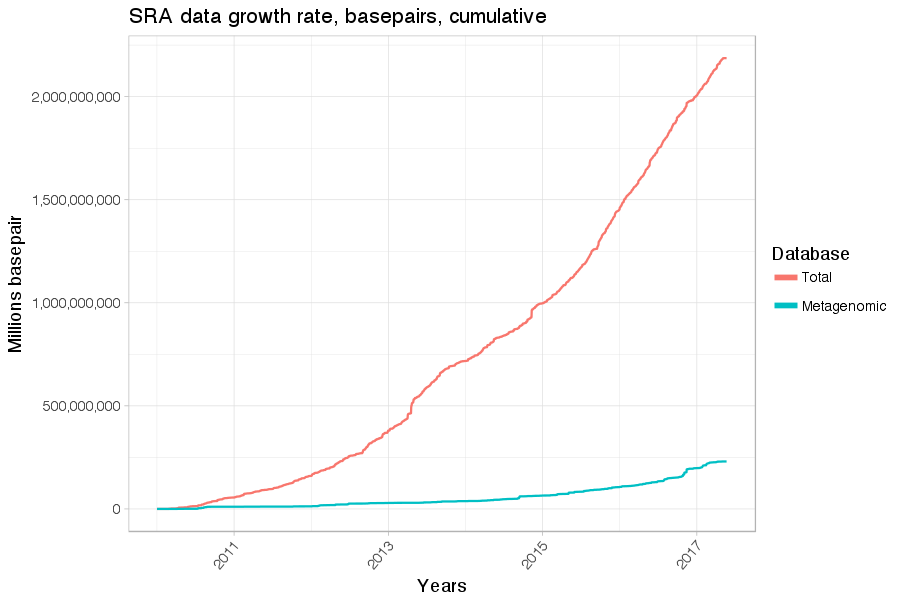 SRA data growth rate, basepairs, cumulative
Millions basepair
2,000,000,000
1,500,000,000
1,000,000,000
500,000,000
0
2011
2013
2015
2017
Years
Database
Total
Metagenomic